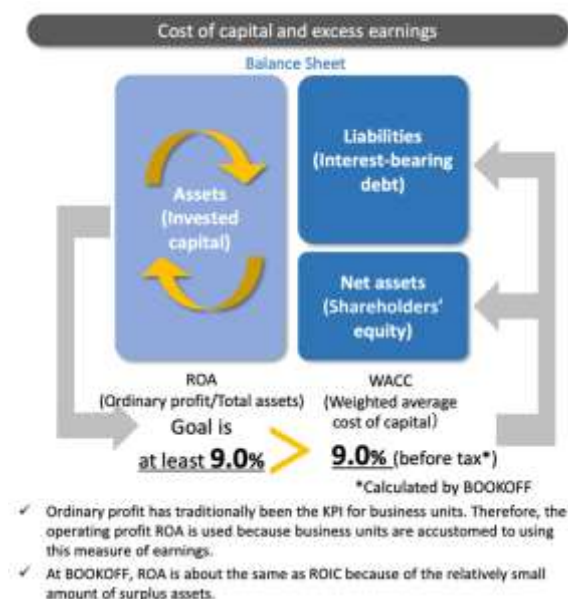 Cost of capital and excess earnings
Balance Sheet
Assets
(Invested
capital)
Liabilities
(Interest-bearing
debt)
Net assets
(Shareholders'
equity)
ROA
(Ordinary profit/Total assets)
Goal is
at least 9.0%
>
WACC
(Weighted average
cost of capital)
9.0% (before tax*)
*Calculated by BOOKOFF
✓ Ordinary profit has traditionally been the KPI for business units. Therefore, the
operating profit ROA is used because business units are accustomed to using
this measure of earnings.
✓ At BOOKOFF, ROA is about the same as ROIC because of the relatively small
amount of surplus assets.